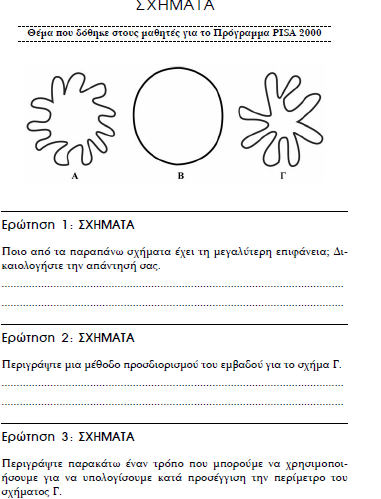 ΣΧΗΜΑΤΑ
Θέμα που δόθηκε στους μαθητές για το Πρόγραμμα PISA 2000
Α Β Γ
Ερώτηση 1: ΣΧΗΜΑΤΑ
Ποιο από τα παραπάνω σχήματα έχει τη μεγαλύτερη επιφάνεια; Δι-
καιολογήστε την απάντησή σας.
Ερώτηση 2: ΣΧΗΜΑΤΑ
Περιγράψτε μια μέθοδο προσδιορισμού του εμβαδού για το σχήμα Γ.
Ερώτηση 3: ΣΧΗΜΑΤΑ
Περιγράψτε παρακάτω έναν τρόπο που μπορούμε να χρησιμοποι-
ήσουμε για να υπολογίσουμε κατά προσέγγιση την περίμετρο του
σχήματος Γ.